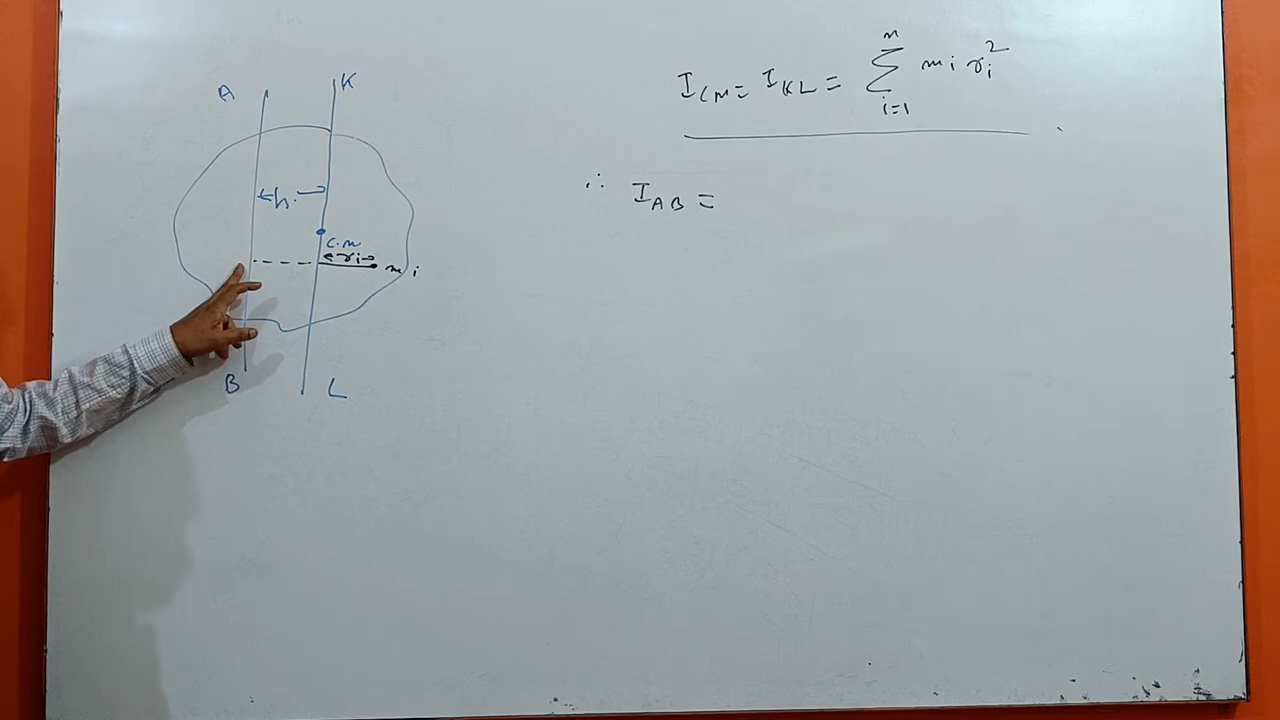 A
K
h.
C.M
ri
mi
B
L
I_CM = I_KL = Σ_{i=1}^{n} mi ri²
∴ I_AB =